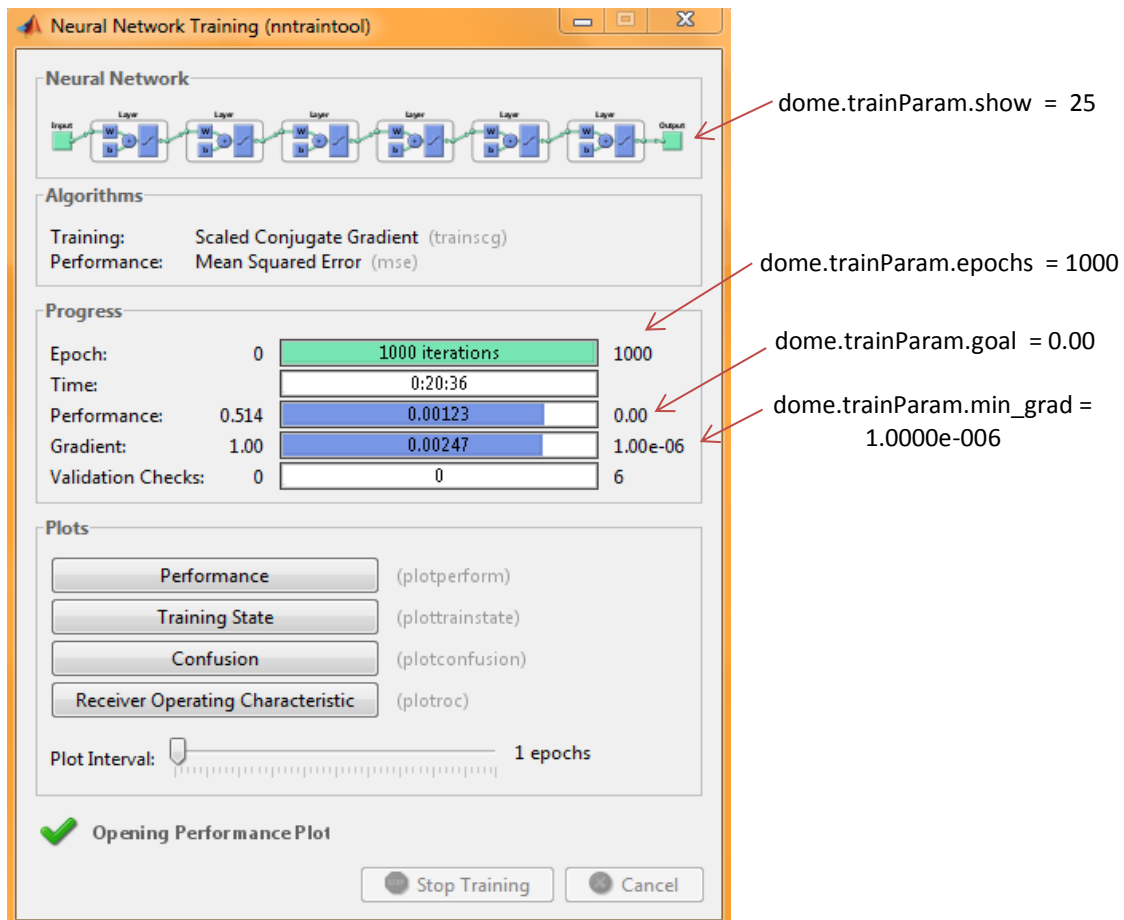 Neural Network Training (nntraintool)
Neural Network
Input Layer Layer Layer Layer Layer Layer Output
W W W W W W
+ + + + + +
b b b b b b
dome.trainParam.show = 25
Algorithms
Training: Scaled Conjugate Gradient (trainscg)
Performance: Mean Squared Error (mse)
dome.trainParam.epochs = 1000
Progress
Epoch: 0 1000 iterations 1000
Time: 0:20:36
Performance: 0.514 0.00123 0.00
Gradient: 1.00 0.00247 1.00e-06
Validation Checks: 0 0 6
dome.trainParam.goal = 0.00
dome.trainParam.min_grad =
1.0000e-006
Plots
Performance (plotperform)
Training State (plottrainstate)
Confusion (plotconfusion)
Receiver Operating Characteristic (plotroc)
Plot Interval: 1 epochs
Opening Performance Plot
Stop Training Cancel